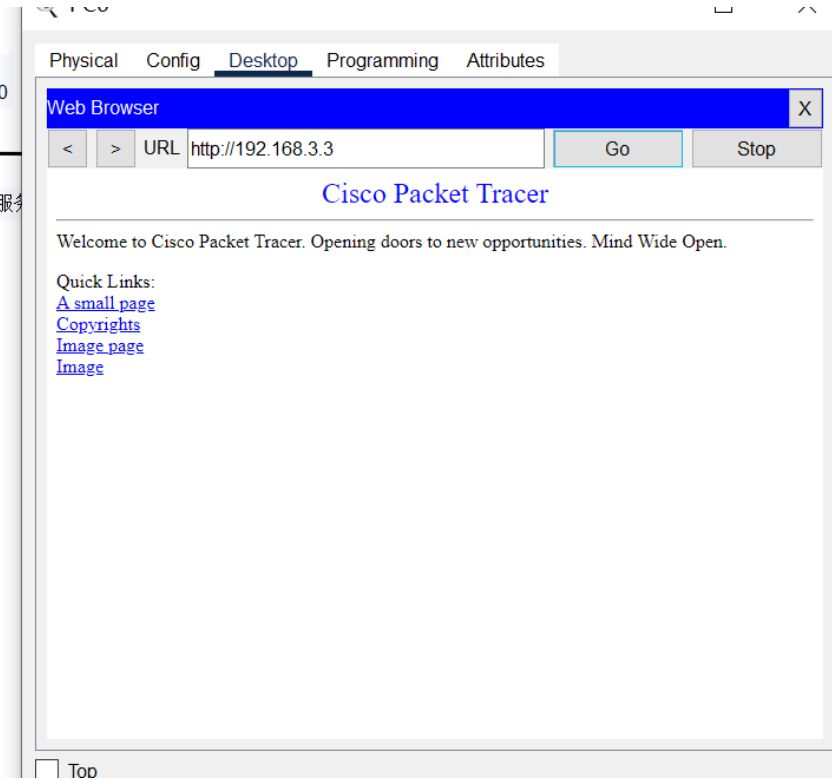 Physical Config Desktop Programming Attributes
0
Web Browser X
< > URL http://192.168.3.3 Go Stop
服
Cisco Packet Tracer
Welcome to Cisco Packet Tracer. Opening doors to new opportunities. Mind Wide Open.
Quick Links:
A small page
Copyrights
Image page
Image
Top